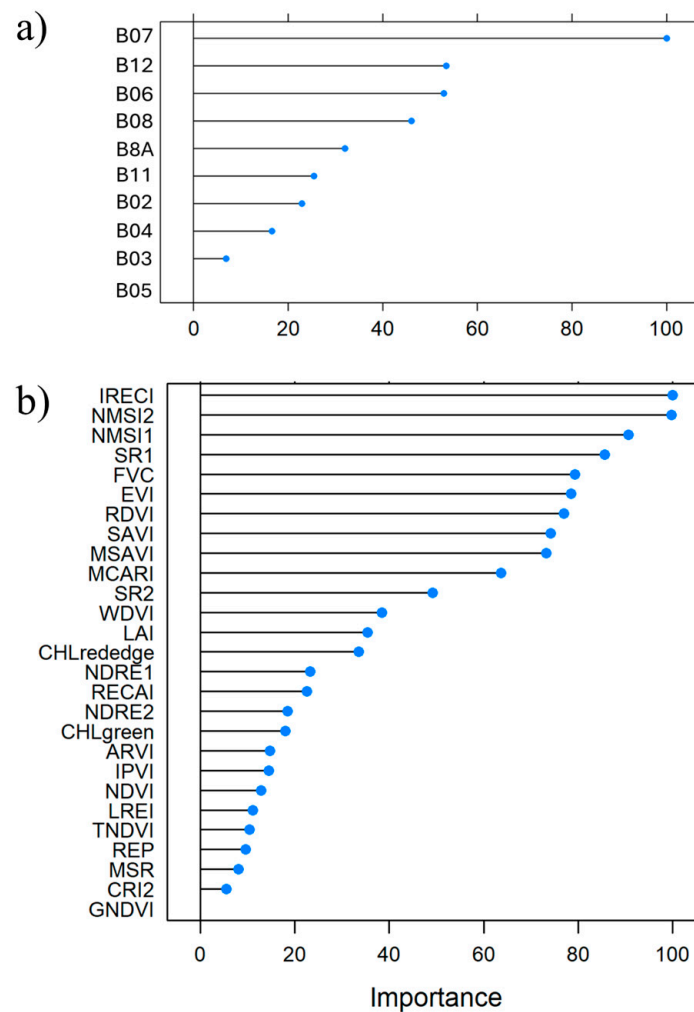 a)
B07
B12
B06
B08
B8A
B11
B02
B04
B03
B05
0 20 40 60 80 100
b)
IRECI
NMSI2
NMSI1
SR1
FVC
EVI
RDVI
SAVI
MSAVI
MCARI
SR2
WDVI
LAI
CHLrededge
NDRE1
RECAI
NDRE2
CHLgreen
ARVI
IPVI
NDVI
LREI
TNDVI
REP
MSR
CRI2
GNDVI
0 20 40 60 80 100
Importance